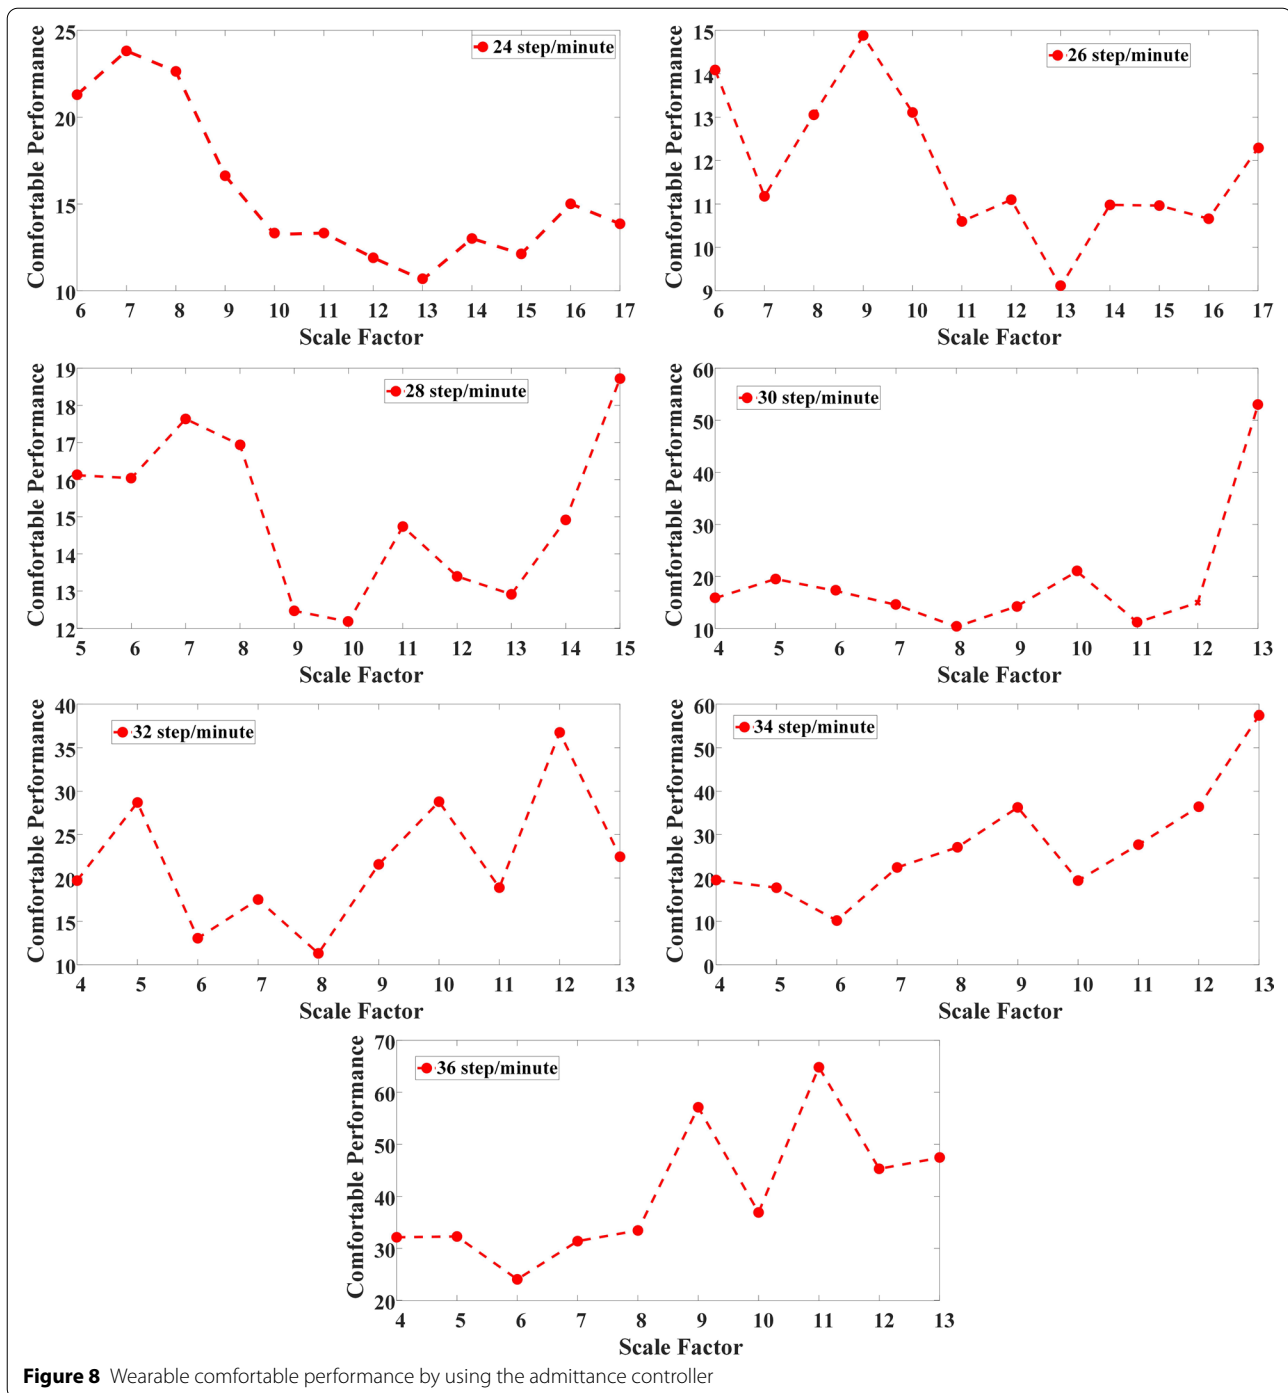 25
20
15
10
Comfortable Performance
24 step/minute
6 7 8 9 10 11 12 13 14 15 16 17
Scale Factor
15
14
13
12
11
10
9
Comfortable Performance
26 step/minute
6 7 8 9 10 11 12 13 14 15 16 17
Scale Factor
19
18
17
16
15
14
13
12
Comfortable Performance
28 step/minute
5 6 7 8 9 10 11 12 13 14 15
Scale Factor
60
50
40
30
20
10
Comfortable Performance
30 step/minute
4 5 6 7 8 9 10 11 12 13
Scale Factor
40
35
30
25
20
15
10
Comfortable Performance
32 step/minute
4 5 6 7 8 9 10 11 12 13
Scale Factor
60
50
40
30
20
10
0
Comfortable Performance
34 step/minute
4 5 6 7 8 9 10 11 12 13
Scale Factor
70
60
50
40
30
20
Comfortable Performance
36 step/minute
4 5 6 7 8 9 10 11 12 13
Scale Factor
Figure 8 Wearable comfortable performance by using the admittance controller